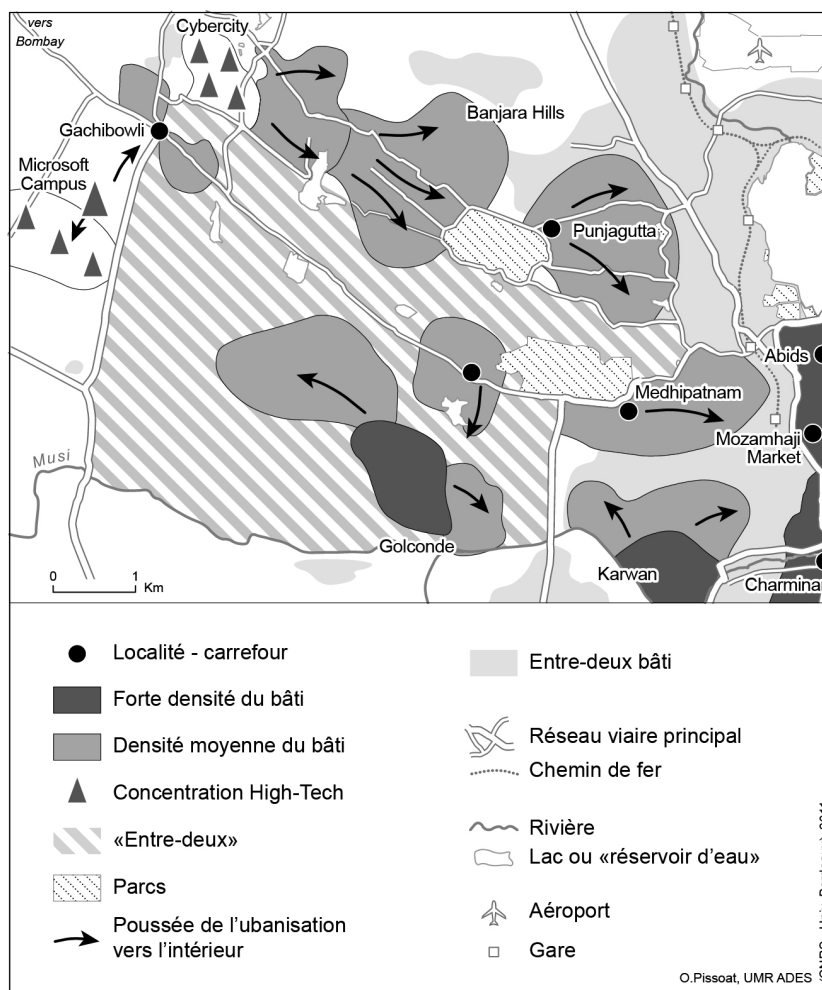 vers
Bombay
Cybercity
Banjara Hills
Gachibowli
Microsoft
Campus
Punjagutta
Abids
Medhipatnam
Mozamhaji
Market
Musi
Golconde
Karwan
Charminar
0 1
Km
Localité - carrefour
Forte densité du bâti
Densité moyenne du bâti
Concentration High-Tech
«Entre-deux»
Parcs
Poussée de l'ubanisation
vers l'intérieur
Entre-deux bâti
Réseau viaire principal
Chemin de fer
Rivière
Lac ou «réservoir d'eau»
Aéroport
Gare
O.Pissoat, UMR ADES